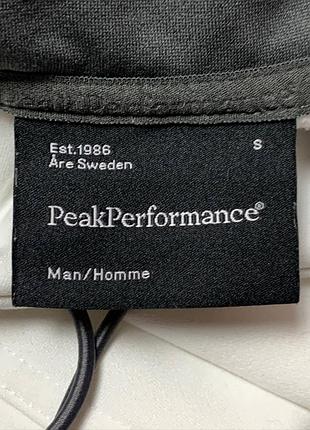 Est.1986 S
Åre Sweden
PeakPerformance®
Man/Homme